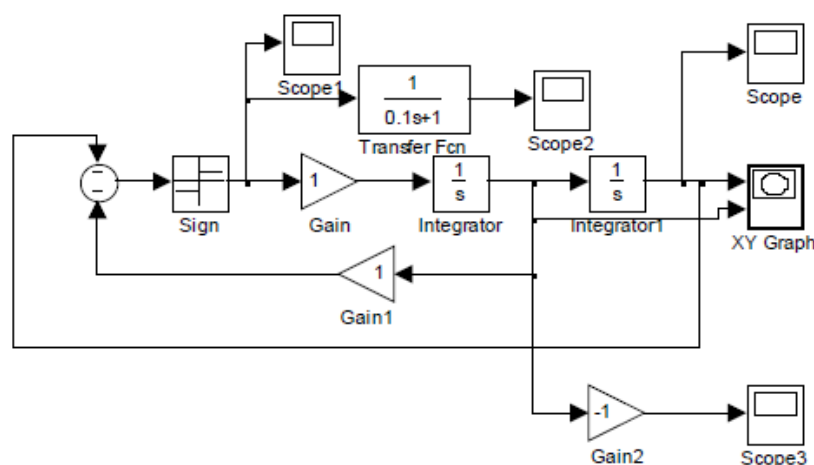 Scope1
1
0.1s+1
Transfer Fcn
Scope2
Scope
–
–
Sign
1
Gain
1
s
Integrator
1
s
Integrator1
XY Graph
1
Gain1
-1
Gain2
Scope3